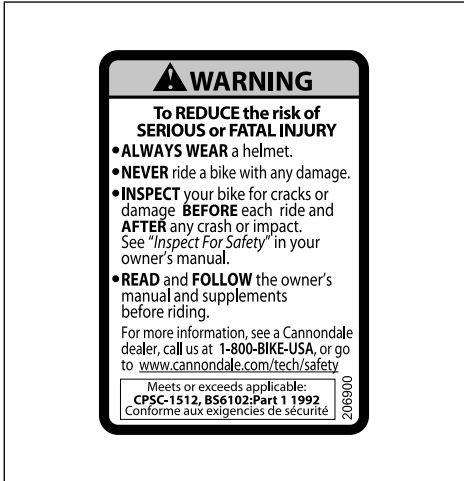 WARNING
To REDUCE the risk of
SERIOUS or FATAL INJURY
•ALWAYS WEAR a helmet.
•NEVER ride a bike with any damage.
•INSPECT your bike for cracks or
damage BEFORE each ride and
AFTER any crash or impact.
See "Inspect For Safety" in your
owner's manual.
•READ and FOLLOW the owner's
manual and supplements
before riding.
For more information, see a Cannondale
dealer, call us at 1-800-BIKE-USA, or go
to www.cannondale.com/tech/safety
Meets or exceeds applicable:
CPSC-1512, BS6102:Part 1 1992
Conforme aux exigencies de sécurité
206900